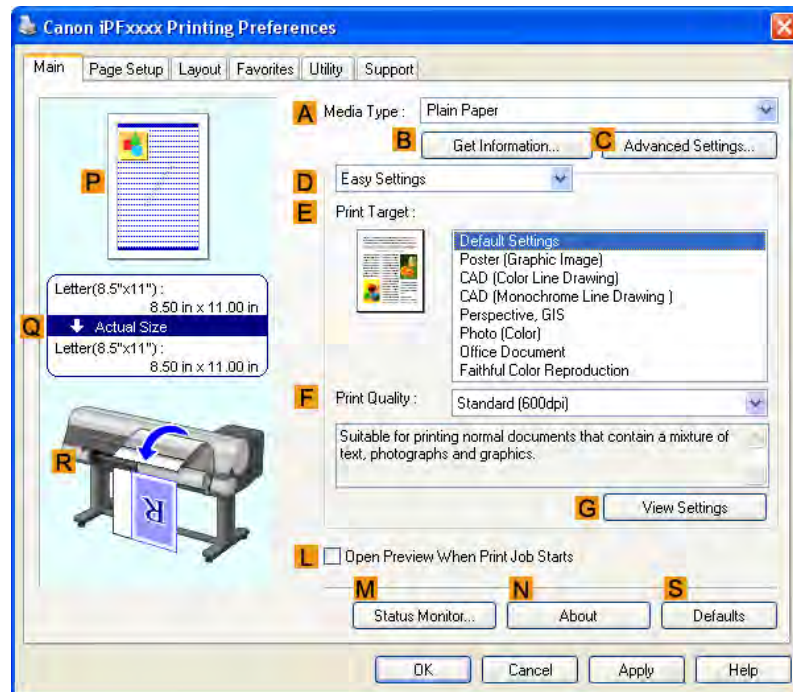 Canon iPFxxxx Printing Preferences
Main Page Setup Layout Favorites Utility Support
A Media Type : Plain Paper
B Get Information... C Advanced Settings...
P
D Easy Settings
E Print Target :
Default Settings
Poster (Graphic Image)
CAD (Color Line Drawing)
CAD (Monochrome Line Drawing )
Perspective, GIS
Photo (Color)
Office Document
Faithful Color Reproduction
Letter(8.5"x11") :
8.50 in x 11.00 in
Q Actual Size
Letter(8.5"x11") :
8.50 in x 11.00 in
F Print Quality : Standard (600dpi)
Suitable for printing normal documents that contain a mixture of
text, photographs and graphics.
R
R
G View Settings
L Open Preview When Print Job Starts
M N S
Status Monitor... About Defaults
OK Cancel Apply Help